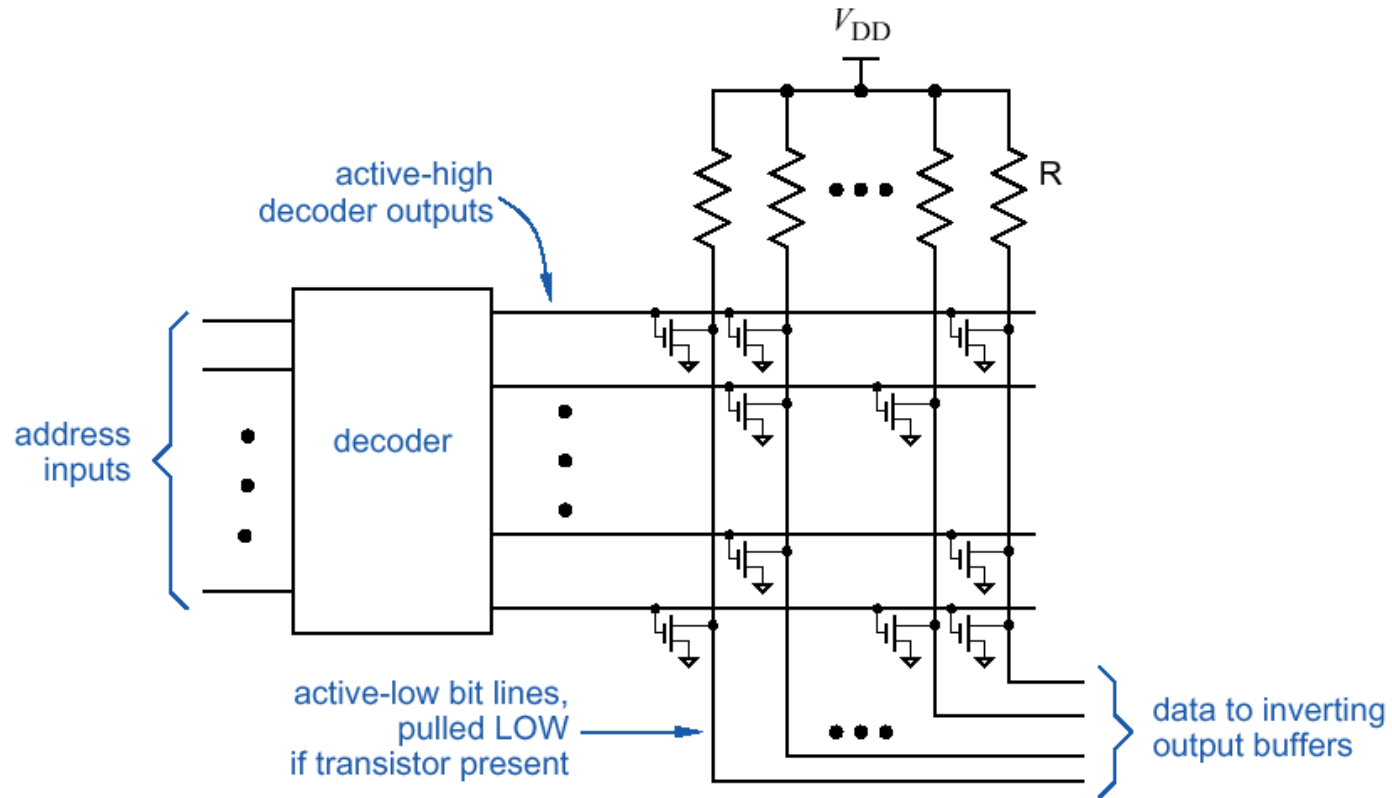 VDD
R
active-high
decoder outputs
address
inputs
decoder
active-low bit lines,
pulled LOW
if transistor present
data to inverting
output buffers